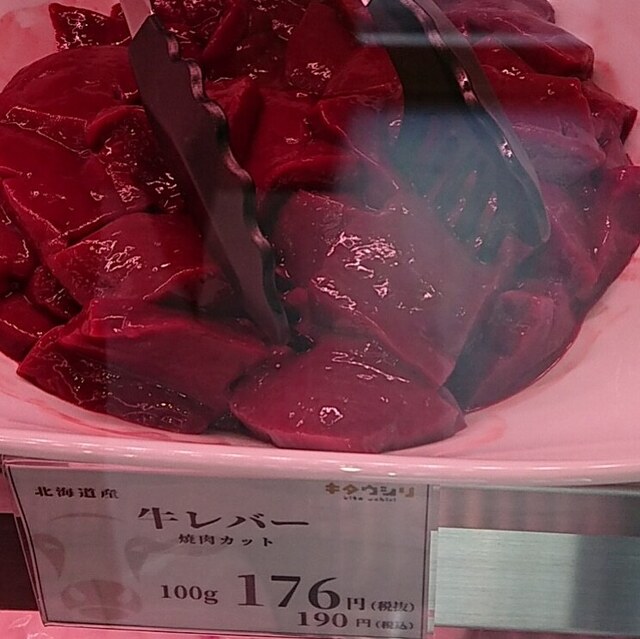 北海道産
キタウシリ
kita usiri
牛レバー
焼肉カット
100g 176円(税抜)
190円(税込)